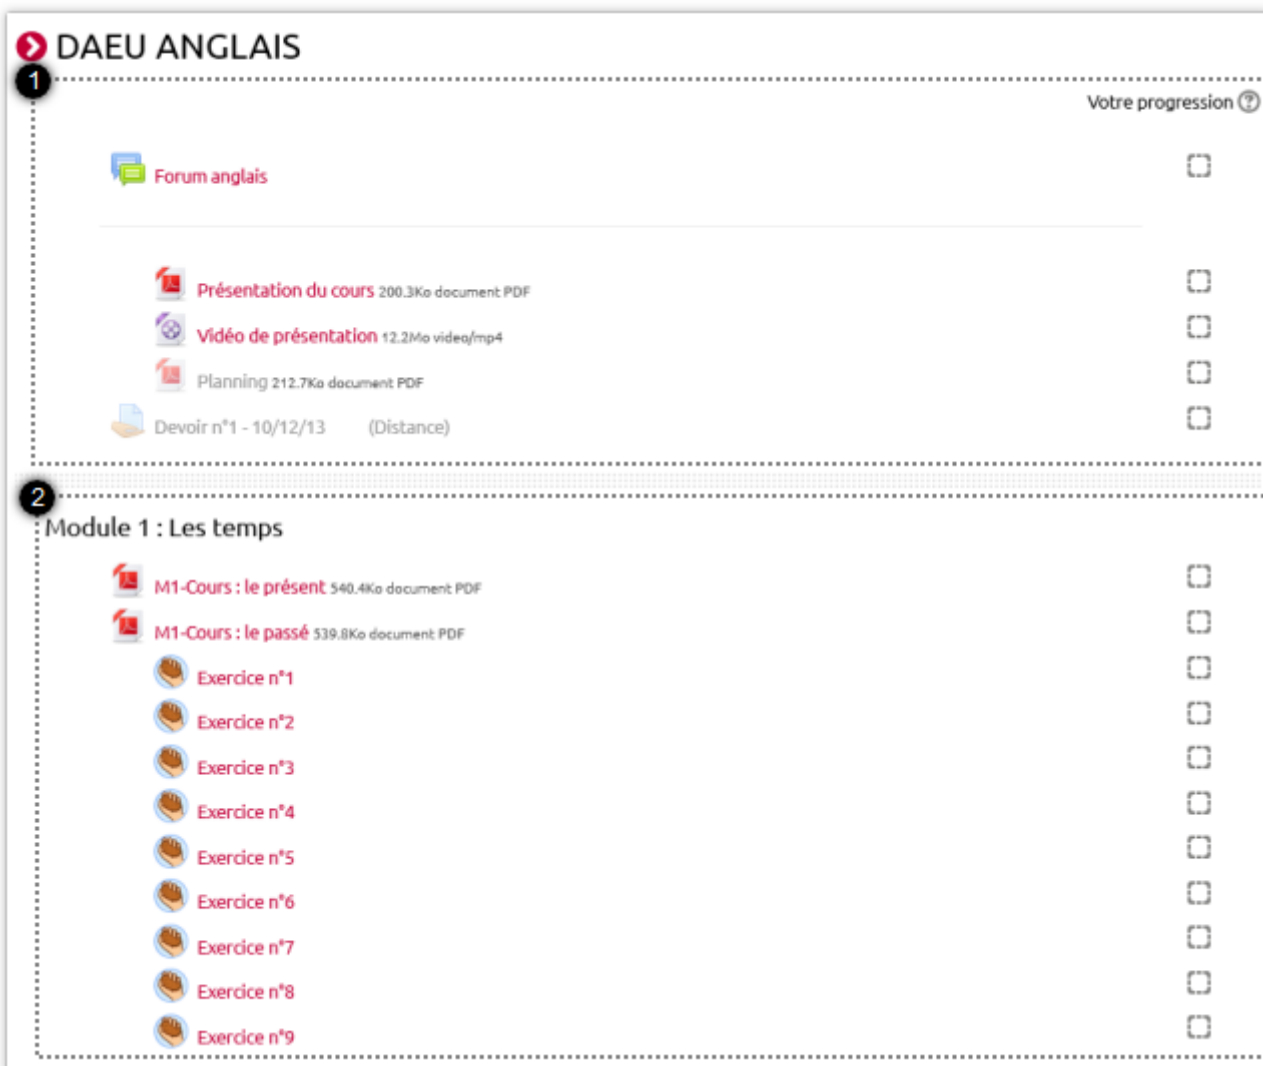 DAEU ANGLAIS
1
Votre progression ?
Forum anglais
Présentation du cours 200.3Ko document PDF
Vidéo de présentation 12.2Mo video/mp4
Planning 212.7Ko document PDF
Devoir n°1 - 10/12/13 (Distance)
2
Module 1 : Les temps
M1-Cours : le présent 540.4Ko document PDF
M1-Cours : le passé 539.8Ko document PDF
Exercice n°1
Exercice n°2
Exercice n°3
Exercice n°4
Exercice n°5
Exercice n°6
Exercice n°7
Exercice n°8
Exercice n°9